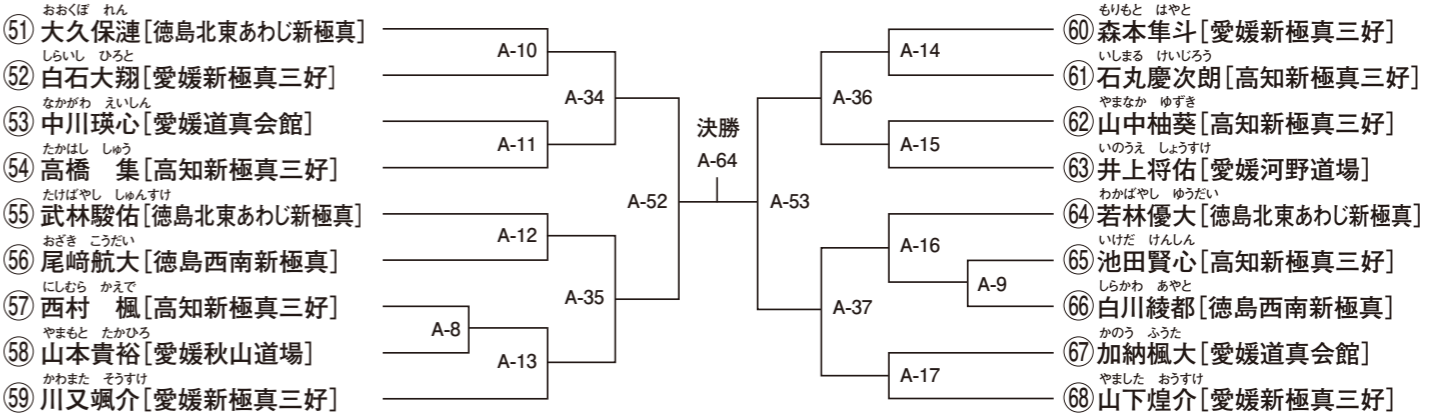 おおくぼ れん
51 大久保漣[徳島北東あわじ新極真]
しらいし ひろと
52 白石大翔[愛媛新極真三好]
なかがわ えいしん
53 中川瑛心[愛媛道真会館]
たかはし しゅう
54 高橋 集[高知新極真三好]
たけばやし しゅんすけ
55 武林駿佑[徳島北東あわじ新極真]
おざき こうだい
56 尾﨑航大[徳島西南新極真]
にしむら かえで
57 西村 楓[高知新極真三好]
やまもと たかひろ
58 山本貴裕[愛媛秋山道場]
かわまた そうすけ
59 川又颯介[愛媛新極真三好]
A-10
A-34
A-11
A-52
A-12
A-35
A-8
A-13
決勝
A-64
A-14
A-36
A-15
A-53
A-16
A-9
A-37
A-17
もりもと はやと
60 森本隼斗[愛媛新極真三好]
いしまる けいじろう
61 石丸慶次朗[高知新極真三好]
やまなか ゆずき
62 山中柚葵[高知新極真三好]
いのうえ しょうすけ
63 井上将佑[愛媛河野道場]
わかばやし ゆうだい
64 若林優大[徳島北東あわじ新極真]
いけだ けんしん
65 池田賢心[高知新極真三好]
しらかわ あやと
66 白川綾都[徳島西南新極真]
かのう ふうた
67 加納楓大[愛媛道真会館]
やました おうすけ
68 山下煌介[愛媛新極真三好]